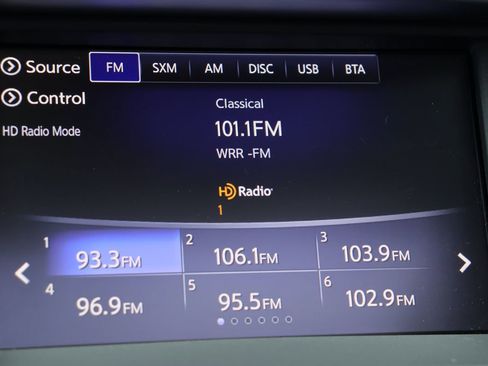 Source FM SXM AM DISC USB BTA
Control
Classical
HD Radio Mode
101.1FM
WRR -FM
HD Radio
1
1 93.3FM 2 106.1FM 3 103.9FM
4 96.9FM 5 95.5FM 6 102.9FM